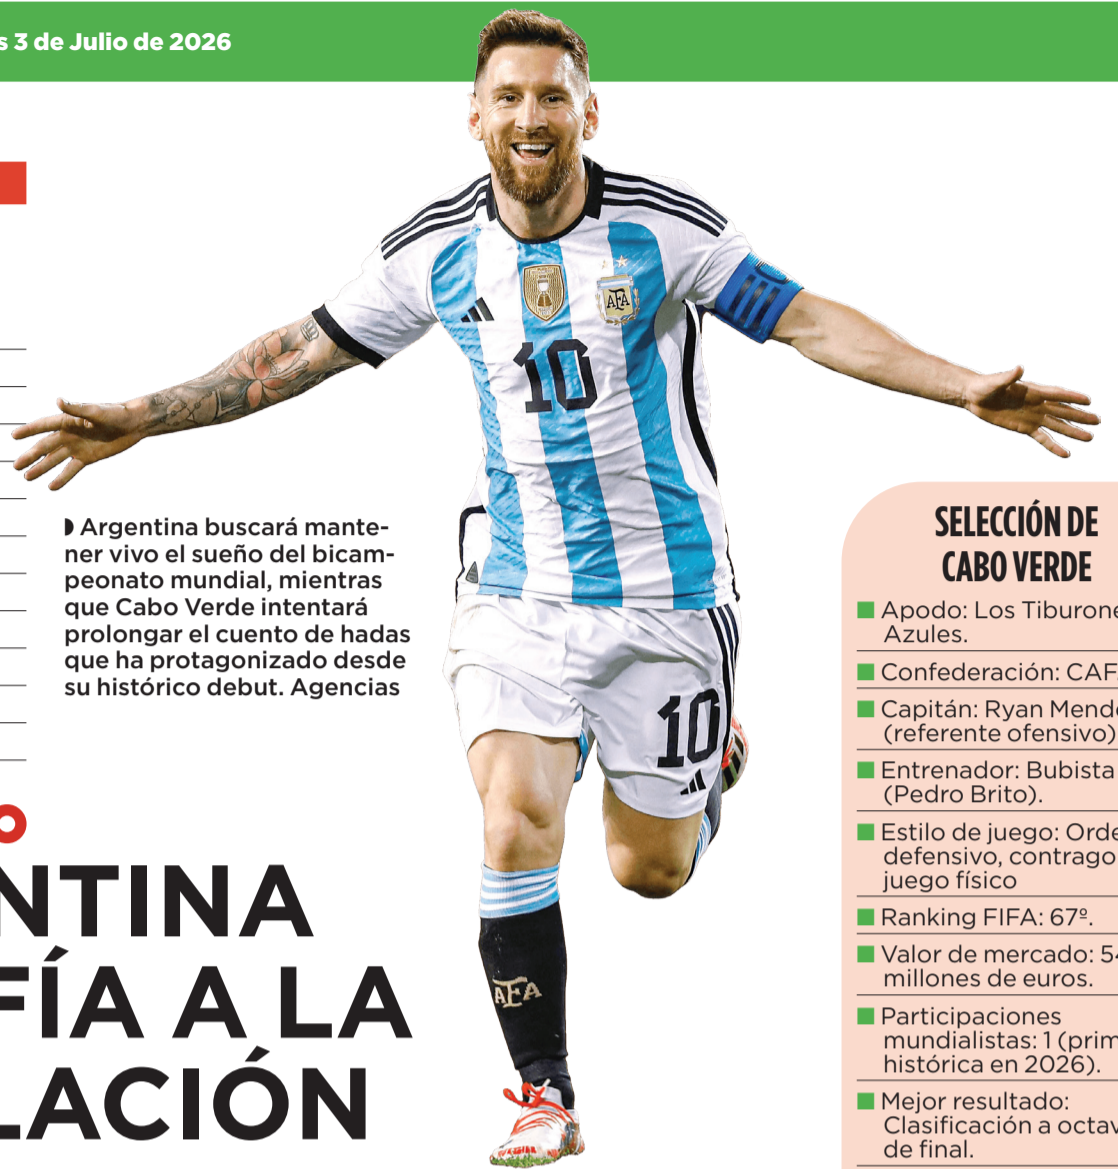 s 3 de Julio de 2026
AFA
10
10
AFA
◗ Argentina buscará mante-
ner vivo el sueño del bicam-
peonato mundial, mientras
que Cabo Verde intentará
prolongar el cuento de hadas
que ha protagonizado desde
su histórico debut. Agencias
O
NTINA
FÍA A LA
LACIÓN
SELECCIÓN DE
CABO VERDE
Apodo: Los Tiburone
Azules.
Confederación: CAF.
Capitán: Ryan Mende
(referente ofensivo)
Entrenador: Bubista
(Pedro Brito).
Estilo de juego: Orde
defensivo, contrago
juego físico
Ranking FIFA: 67º.
Valor de mercado: 54
millones de euros.
Participaciones
mundialistas: 1 (prim
histórica en 2026).
Mejor resultado:
Clasificación a octav
de final.